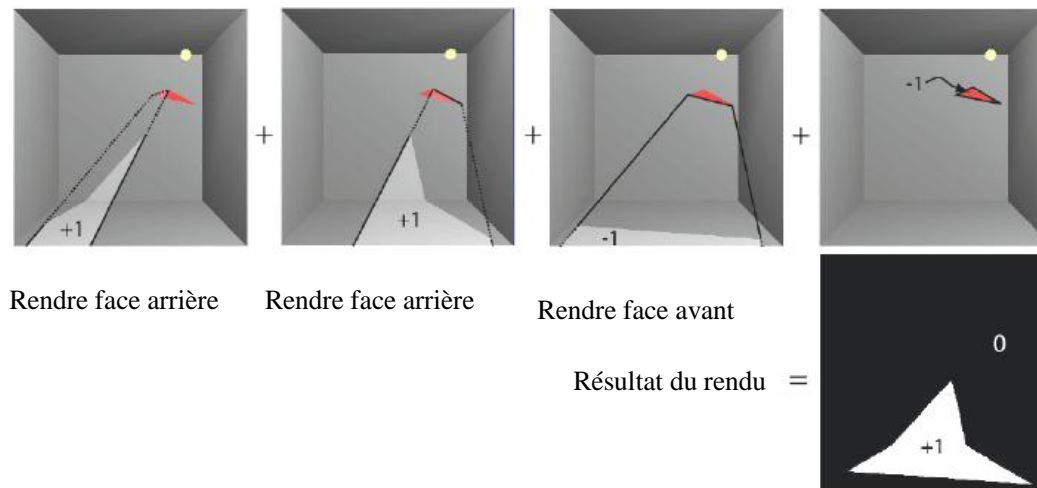 + + + -1
+1 +1 -1
Rendre face arrière Rendre face arrière Rendre face avant
0
Résultat du rendu =
+1